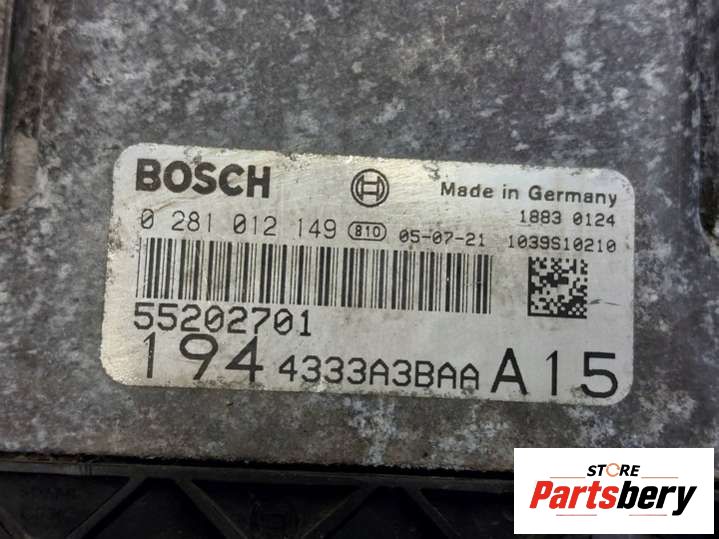 BOSCH Made in Germany
1883 0124
0 281 012 149 810 05-07-21 1039S10210
55202701
194 4333A3BAA A15
STORE
Partsbery